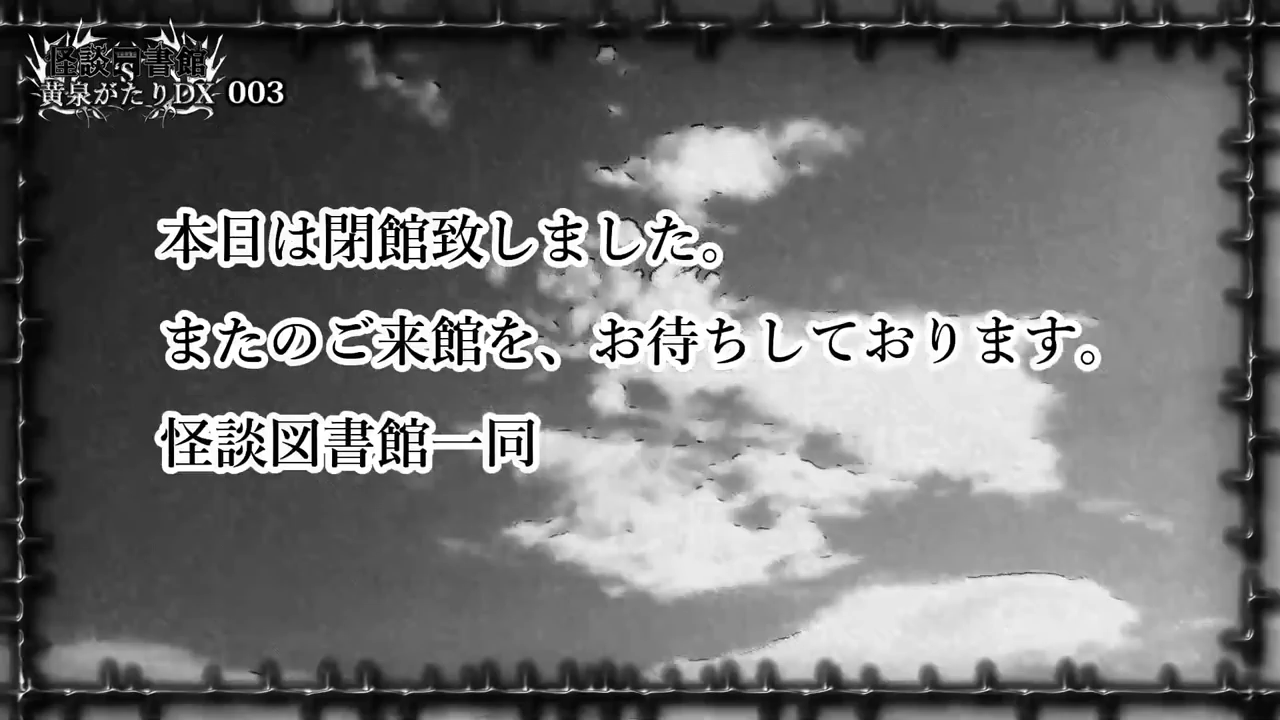 怪談図書館
'S
黄泉がたりDX 003
本日は閉館致しました。
またのご来館を、お待ちしております。
怪談図書館一同